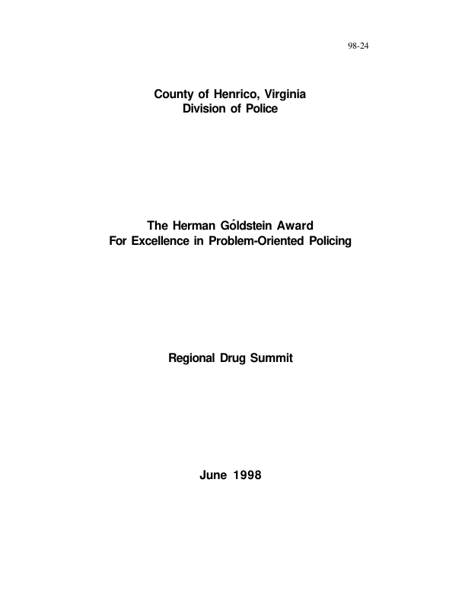 98-24
County of Henrico, Virginia
Division of Police
The Herman Goldstein Award
For Excellence in Problem-Oriented Policing
Regional Drug Summit
June 1998